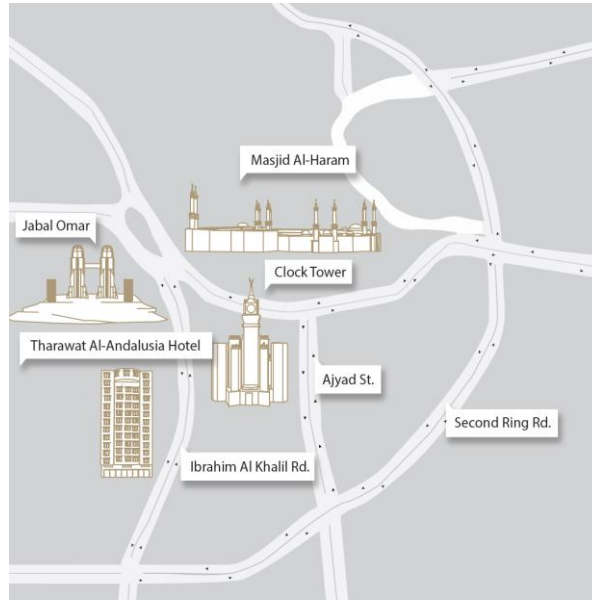 Masjid Al-Haram
Jabal Omar
Clock Tower
Tharawat Al-Andalusia Hotel
Ajyad St.
Second Ring Rd.
Ibrahim Al Khalil Rd.